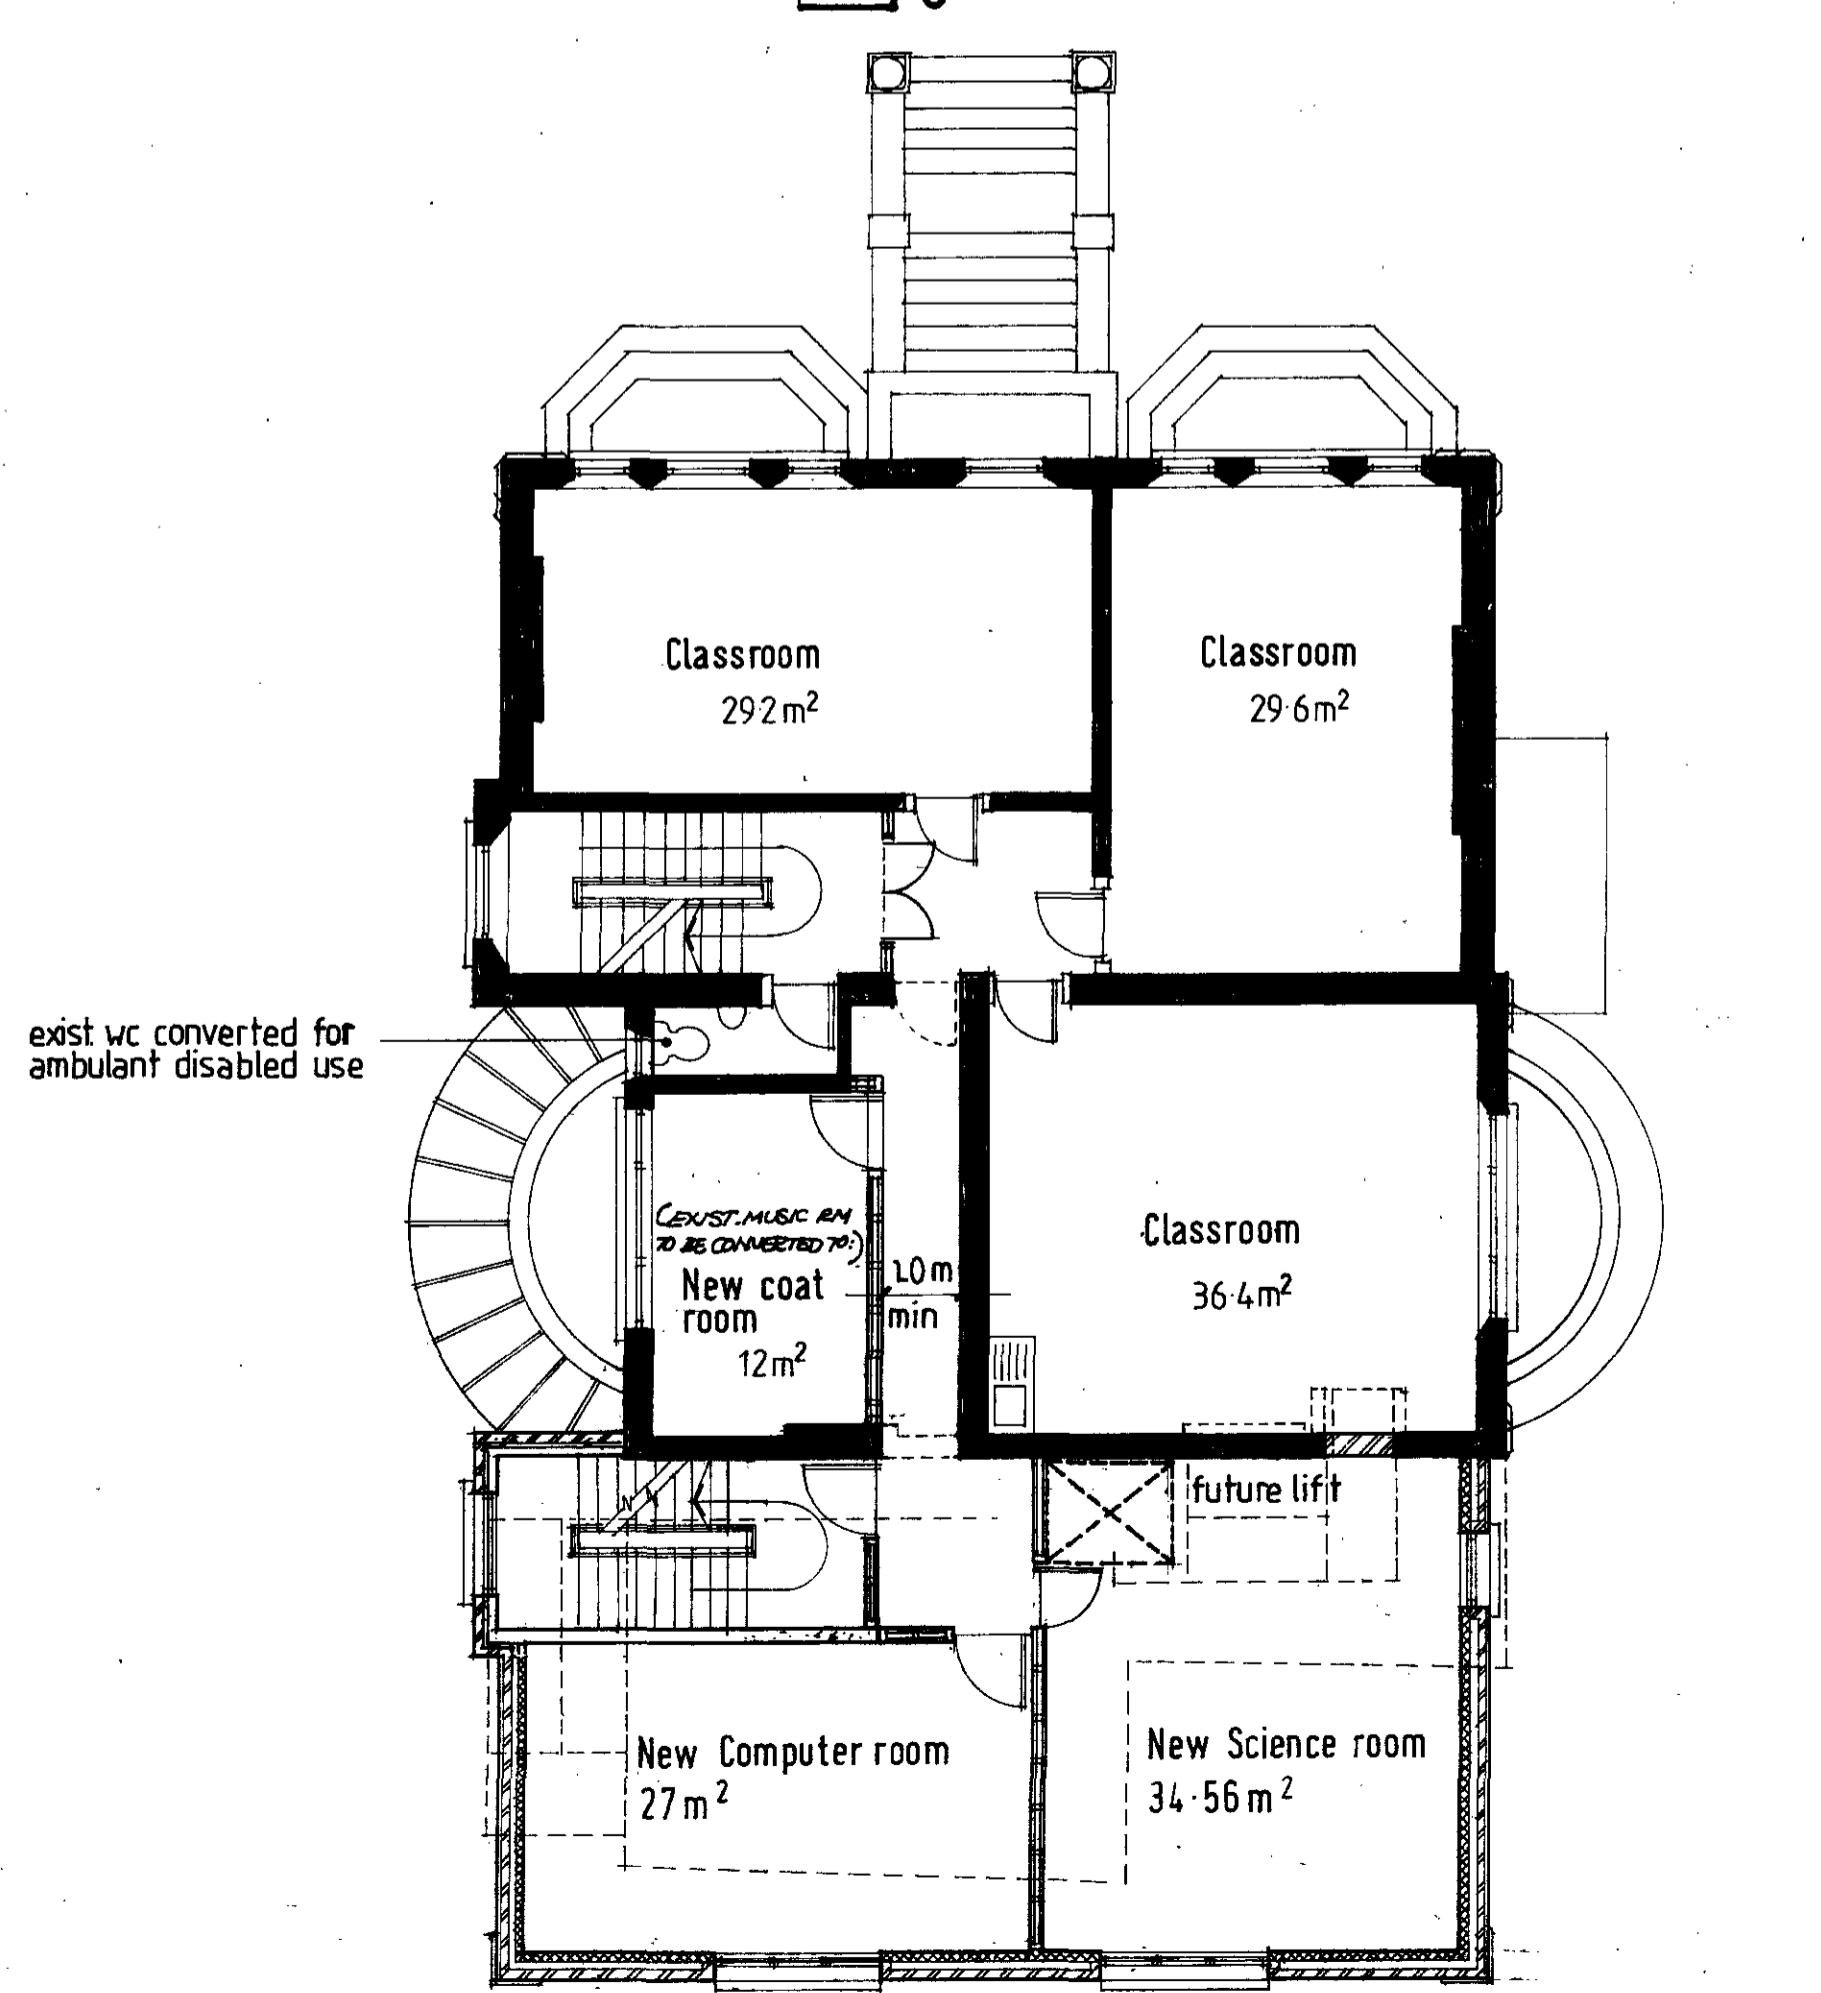 Classroom
29.2m²
Classroom
29.6m²
exist. wc converted for
ambulant disabled use
(EXIST. MUSIC RM
TO BE CONVERTED TO:)
New coat
room
12m²
1.0m
min
Classroom
36.4m²
future lift
New Computer room
27m²
New Science room
34.56m²